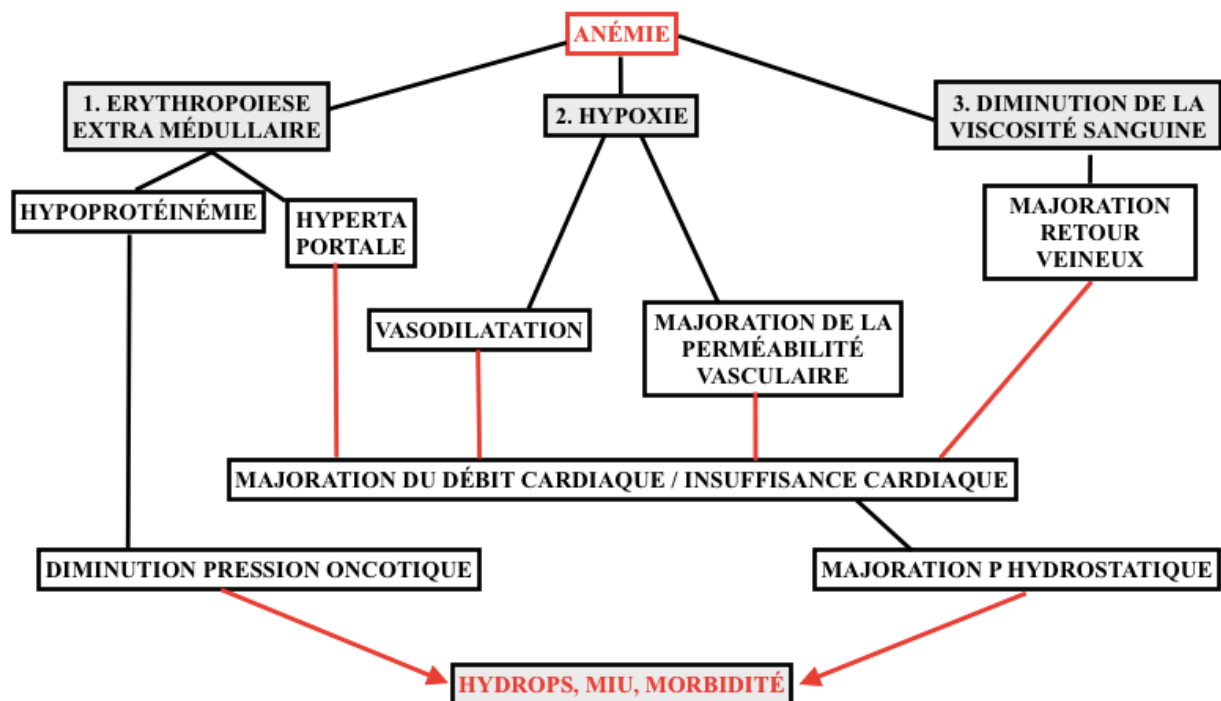 ANÉMIE
1. ERYTHROPOIESE
EXTRA MÉDULLAIRE
2. HYPOXIE
3. DIMINUTION DE LA
VISCOSITÉ SANGUINE
HYPOPROTÉINÉMIE
HYPERTA
PORTALE
MAJORATION
RETOUR
VEINEUX
VASODILATATION
MAJORATION DE LA
PERMÉABILITÉ
VASCULAIRE
MAJORATION DU DÉBIT CARDIAQUE / INSUFFISANCE CARDIAQUE
DIMINUTION PRESSION ONCOTIQUE
MAJORATION P HYDROSTATIQUE
HYDROPS, MIU, MORBIDITÉ